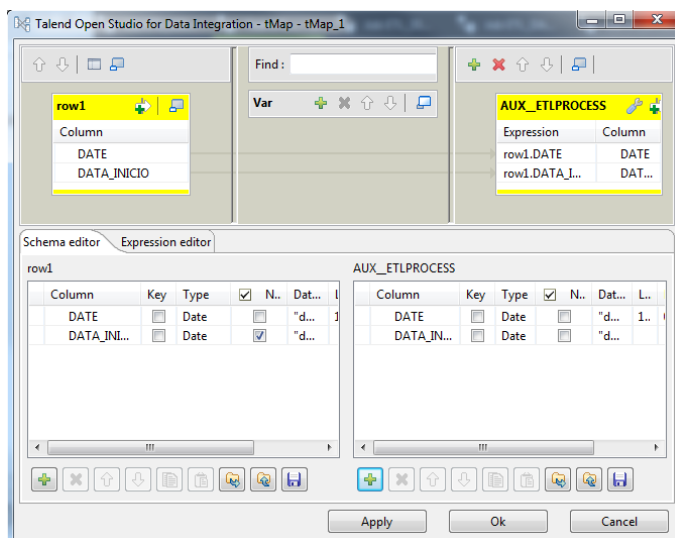 Talend Open Studio for Data Integration - tMap - tMap_1
Find :
row1
Column
DATE
DATA_INICIO
Var
AUX_ETLPROCESS
Expression Column
row1.DATE DATE
row1.DATA_I... DAT...
Schema editor Expression editor
row1
Column Key Type N.. Dat... L
DATE Date "d... 1
DATA_INI... Date "d...
AUX_ETLPROCESS
Column Key Type N.. Dat... L..
DATE Date "d... 1..
DATA_IN... Date "d...
Apply Ok Cancel